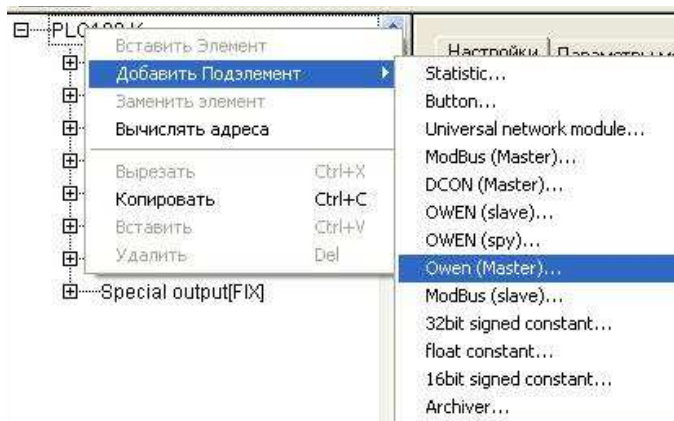 Вставить Элемент
Добавить Подэлемент
Заменить элемент
Вычислять адреса
Вырезать Ctrl+X
Копировать Ctrl+C
Вставить Ctrl+V
Удалить Del
Special output[FIX]
Настройки
Statistic...
Button...
Universal network module...
ModBus (Master)...
DCON (Master)...
OWEN (slave)...
OWEN (spy)...
Owen (Master)...
ModBus (slave)...
32bit signed constant...
float constant...
16bit signed constant...
Archiver...